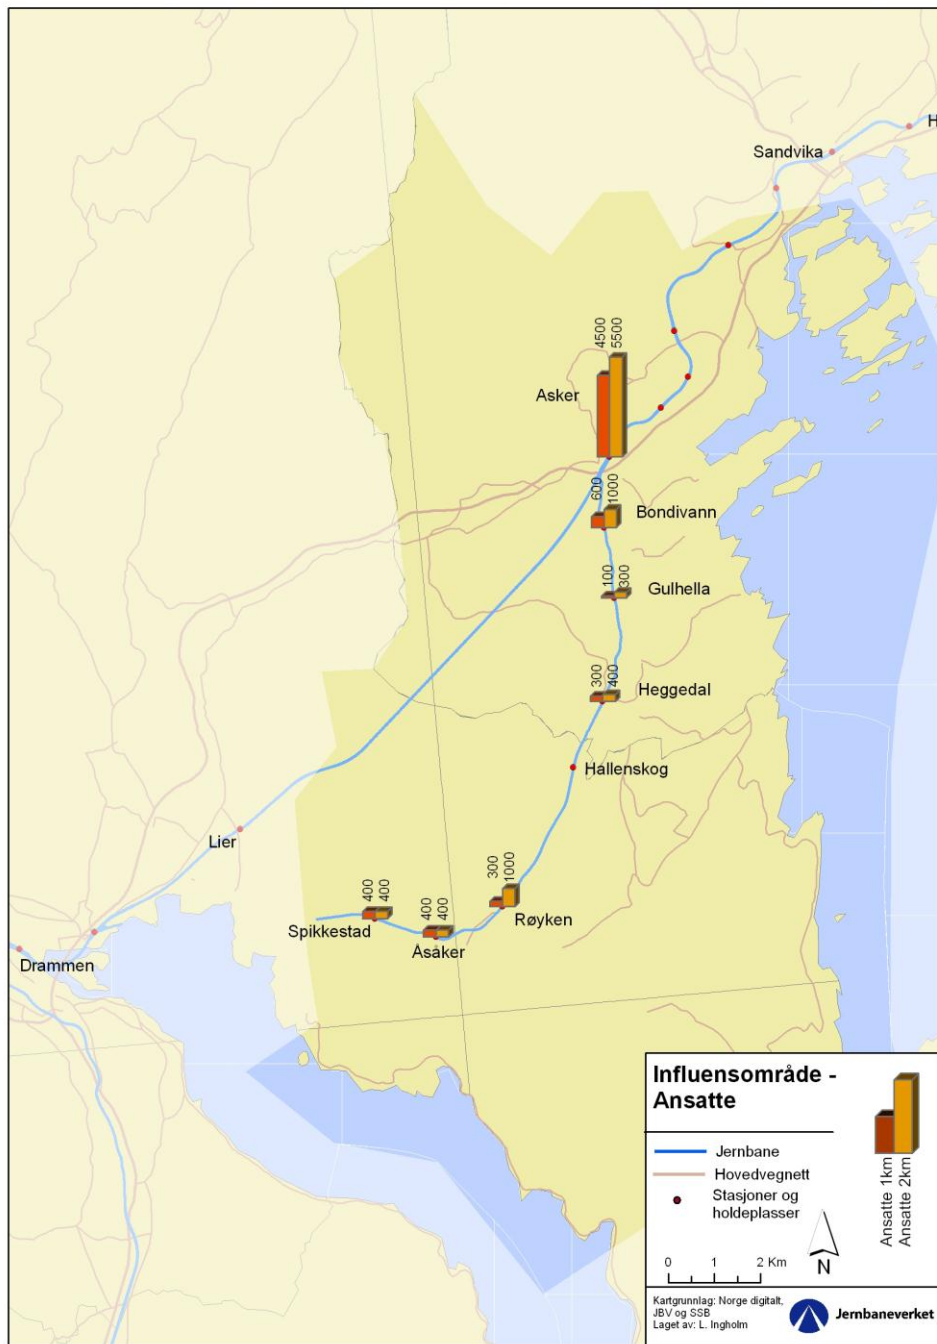 H
Sandvika
4500
5500
Asker
600
1000
Bondivann
100
300
Gulhella
300
400
Heggedal
Hallenskog
Lier
300
1000
400
400
400
400
Røyken
Spikkestad
Åsåker
Drammen
Influensområde -
Ansatte
Jernbane
Hovedvegnett
Stasjoner og
holdeplasser
Ansatte 1km
Ansatte 2km
0 1 2 Km
N
Kartgrunnlag: Norge digitalt,
JBV og SSB
Laget av: L. Ingholm
Jernbaneverket